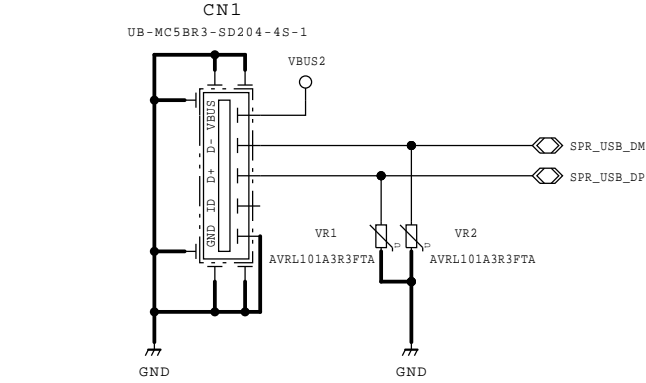 CN1
UB-MC5BR3-SD204-4S-1
VBUS2
VBUS
D-
D+
ID
GND
SPR_USB_DM
SPR_USB_DP
VR1
VR2
AVRL101A3R3FTA
AVRL101A3R3FTA
U
U
GND
GND